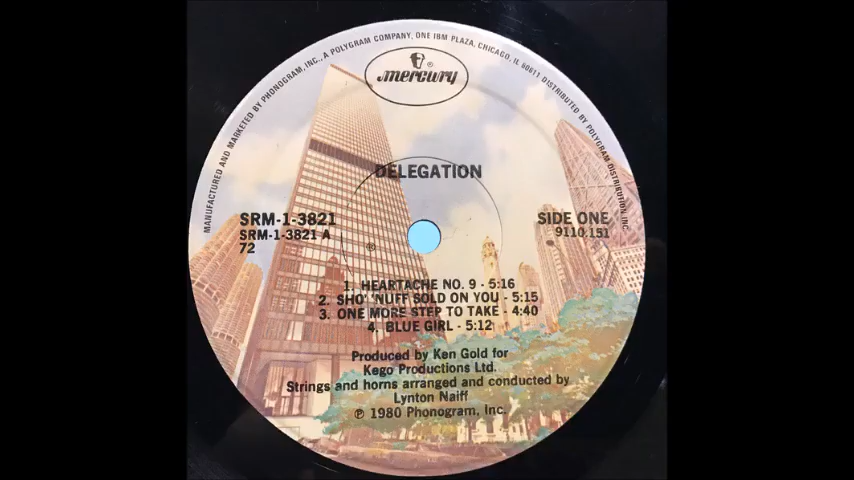 MANUFACTURED AND MARKETED BY PHONOGRAM, INC., A POLYGRAM COMPANY, ONE IBM PLAZA, CHICAGO, IL 60611 DISTRIBUTED BY POLYGRAM DISTRIBUTION, INC.
mercury ®
DELEGATION
SRM-1-3821
SRM-1-3821 A
72
SIDE ONE
9110.151
®
1. HEARTACHE NO. 9 - 5:16
2. SHO' 'NUFF SOLD ON YOU - 5:15
3. ONE MORE STEP TO TAKE - 4:40
4. BLUE GIRL - 5:12
Produced by Ken Gold for
Kego Productions Ltd.
Strings and horns arranged and conducted by
Lynton Naiff
℗ 1980 Phonogram, Inc.